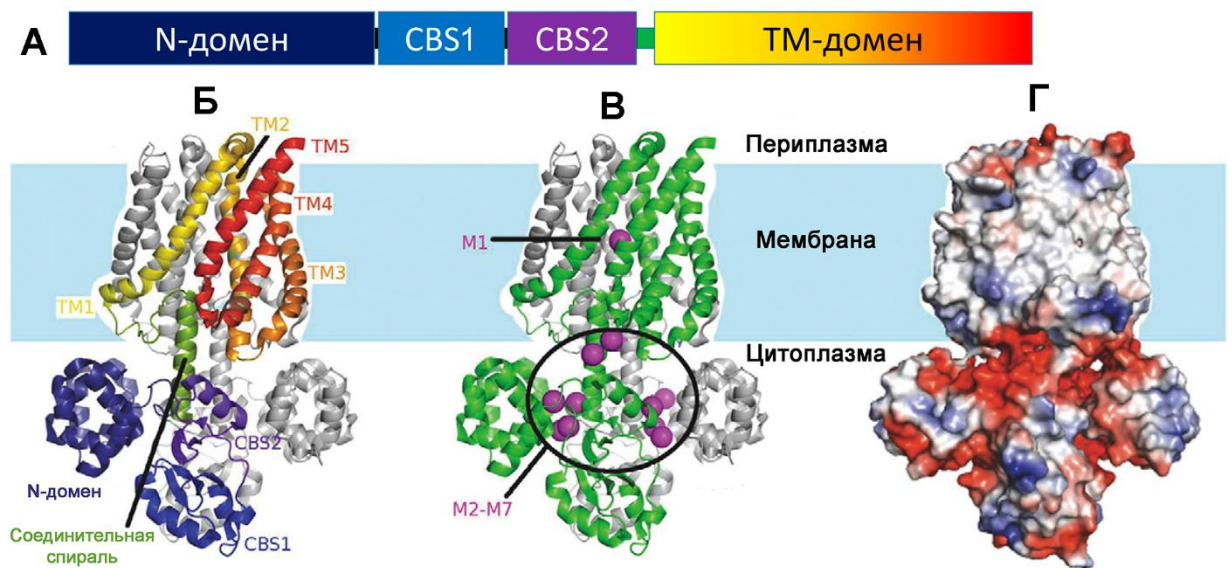 А
N-домен CBS1 CBS2 ТМ-домен
Б В Г
TM2
TM5
TM4
TM3
TM1
CBS2
N-домен
CBS1
Соединительная
спираль
M1
M2-M7
Периплазма
Мембрана
Цитоплазма